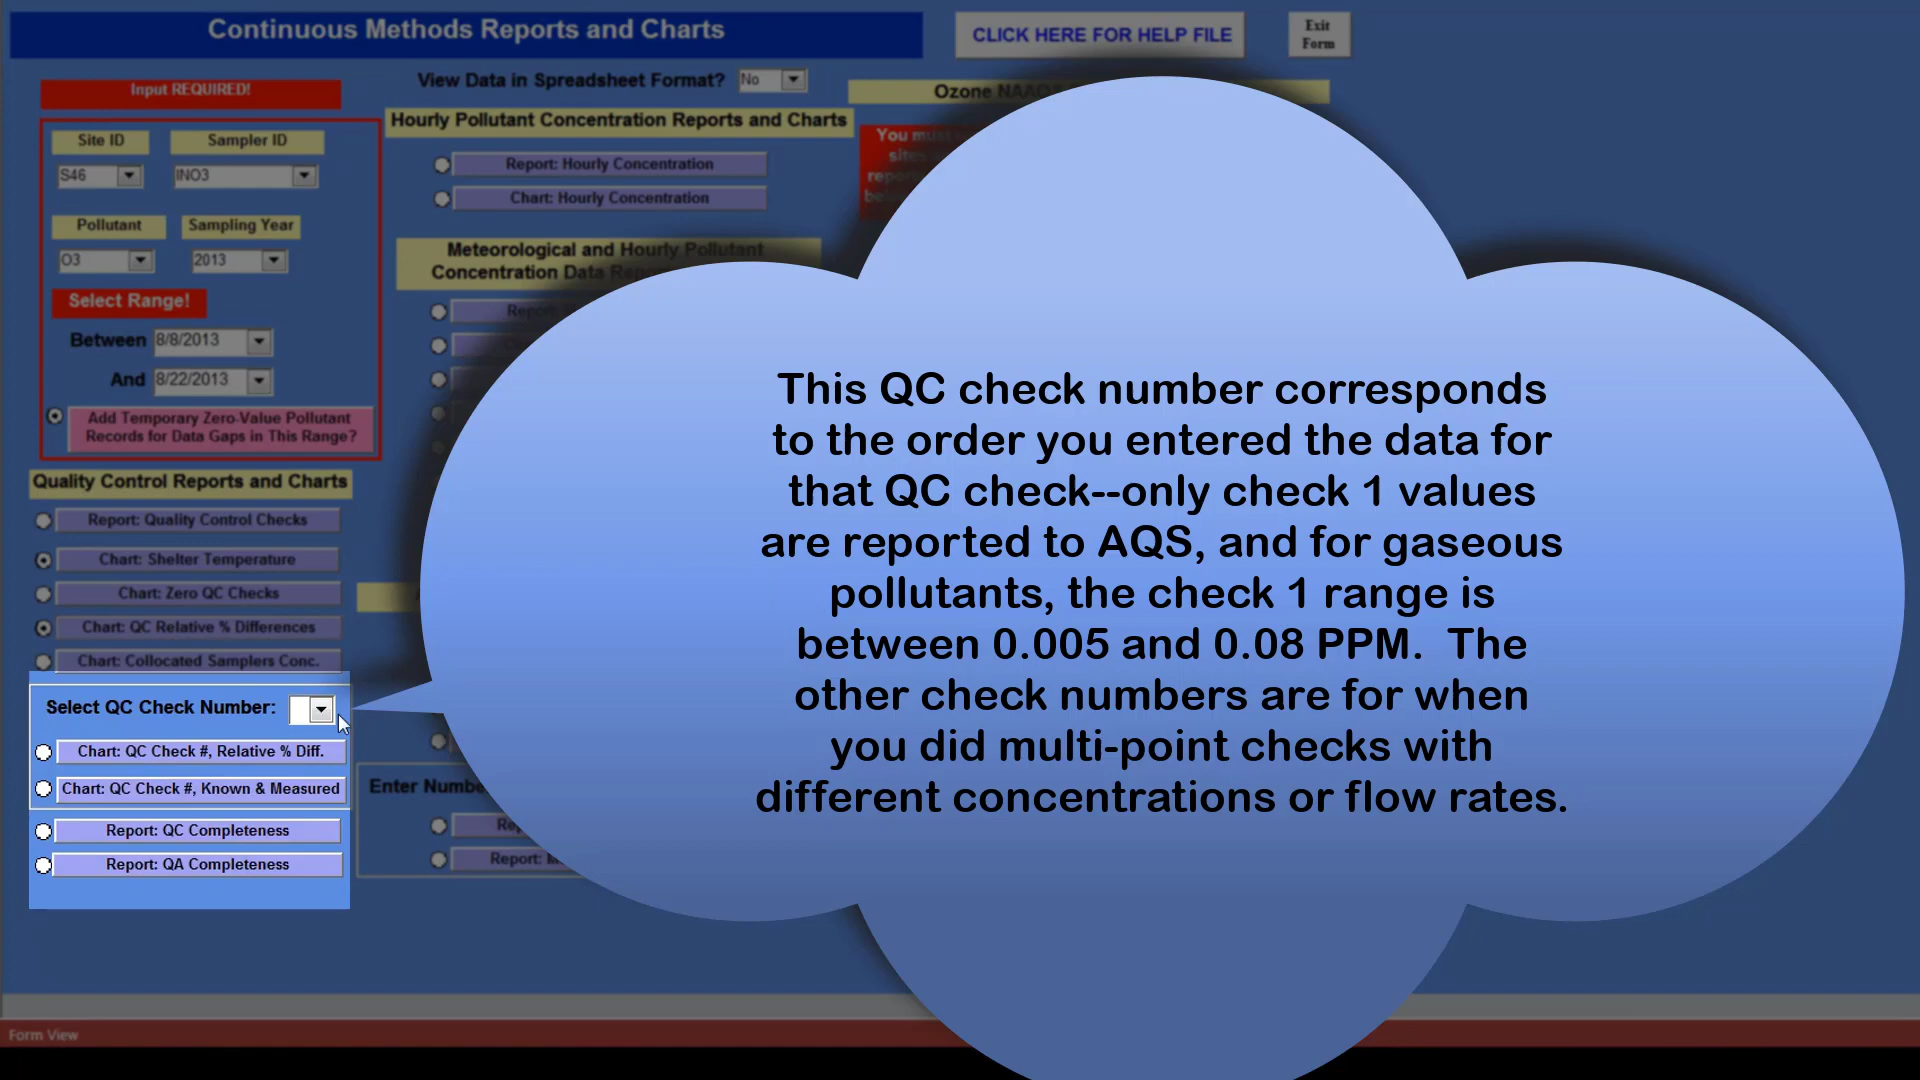 Continuous Methods Reports and Charts
CLICK HERE FOR HELP FILE
Exit
Form
Input REQUIRED!
View Data in Spreadsheet Format? No
Ozone NAAQS
Site ID
Sampler ID
S46
INO3
Pollutant
Sampling Year
O3
2013
Select Range!
Between 8/8/2013
And 8/22/2013
Add Temporary Zero-Value Pollutant
Records for Data Gaps in This Range?
Hourly Pollutant Concentration Reports and Charts
Report: Hourly Concentration
Chart: Hourly Concentration
You must
Meteorological and Hourly Pollutant
Concentration Data
Quality Control Reports and Charts
Report: Quality Control Checks
Chart: Shelter Temperature
Chart: Zero QC Checks
Chart: QC Relative % Differences
Chart: Collocated Samplers Conc.
Select QC Check Number:
Chart: QC Check #, Relative % Diff.
Chart: QC Check #, Known & Measured
Report: QC Completeness
Report: QA Completeness
Enter
Report:
This QC check number corresponds
to the order you entered the data for
that QC check--only check 1 values
are reported to AQS, and for gaseous
pollutants, the check 1 range is
between 0.005 and 0.08 PPM. The
other check numbers are for when
you did multi-point checks with
different concentrations or flow rates.
Form View